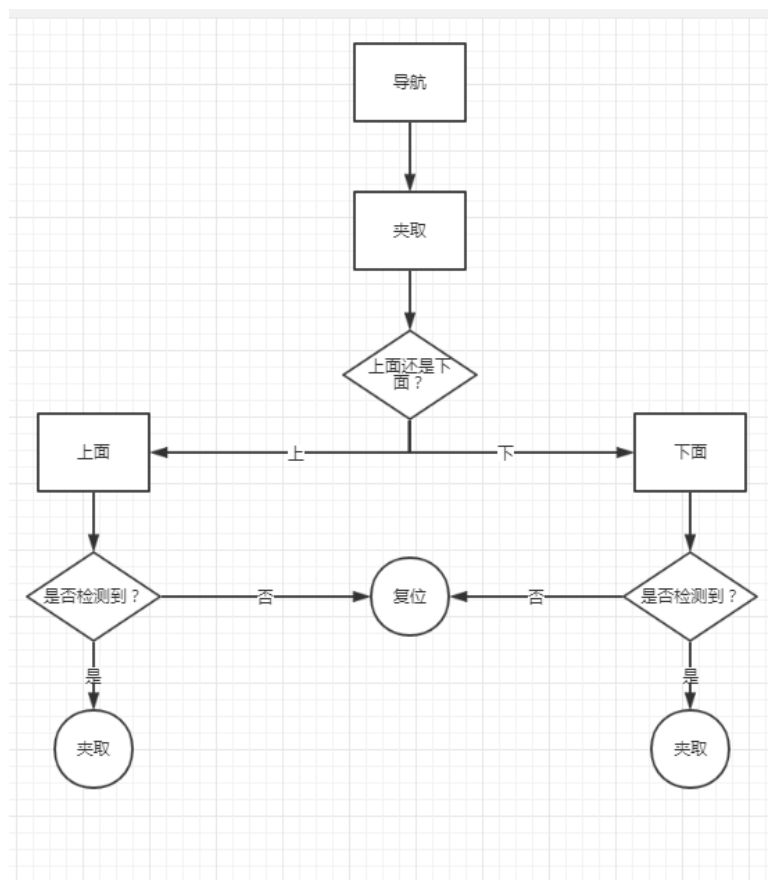 导航
夹取
上面还是下
面？
上面
上
下
下面
是否检测到？
否
复位
否
是否检测到？
是
是
夹取
夹取